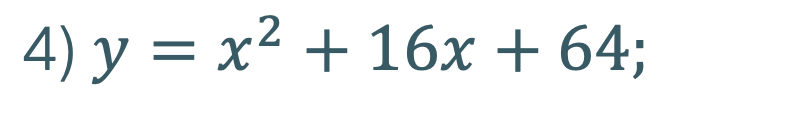 4) y = x² + 16x + 64;